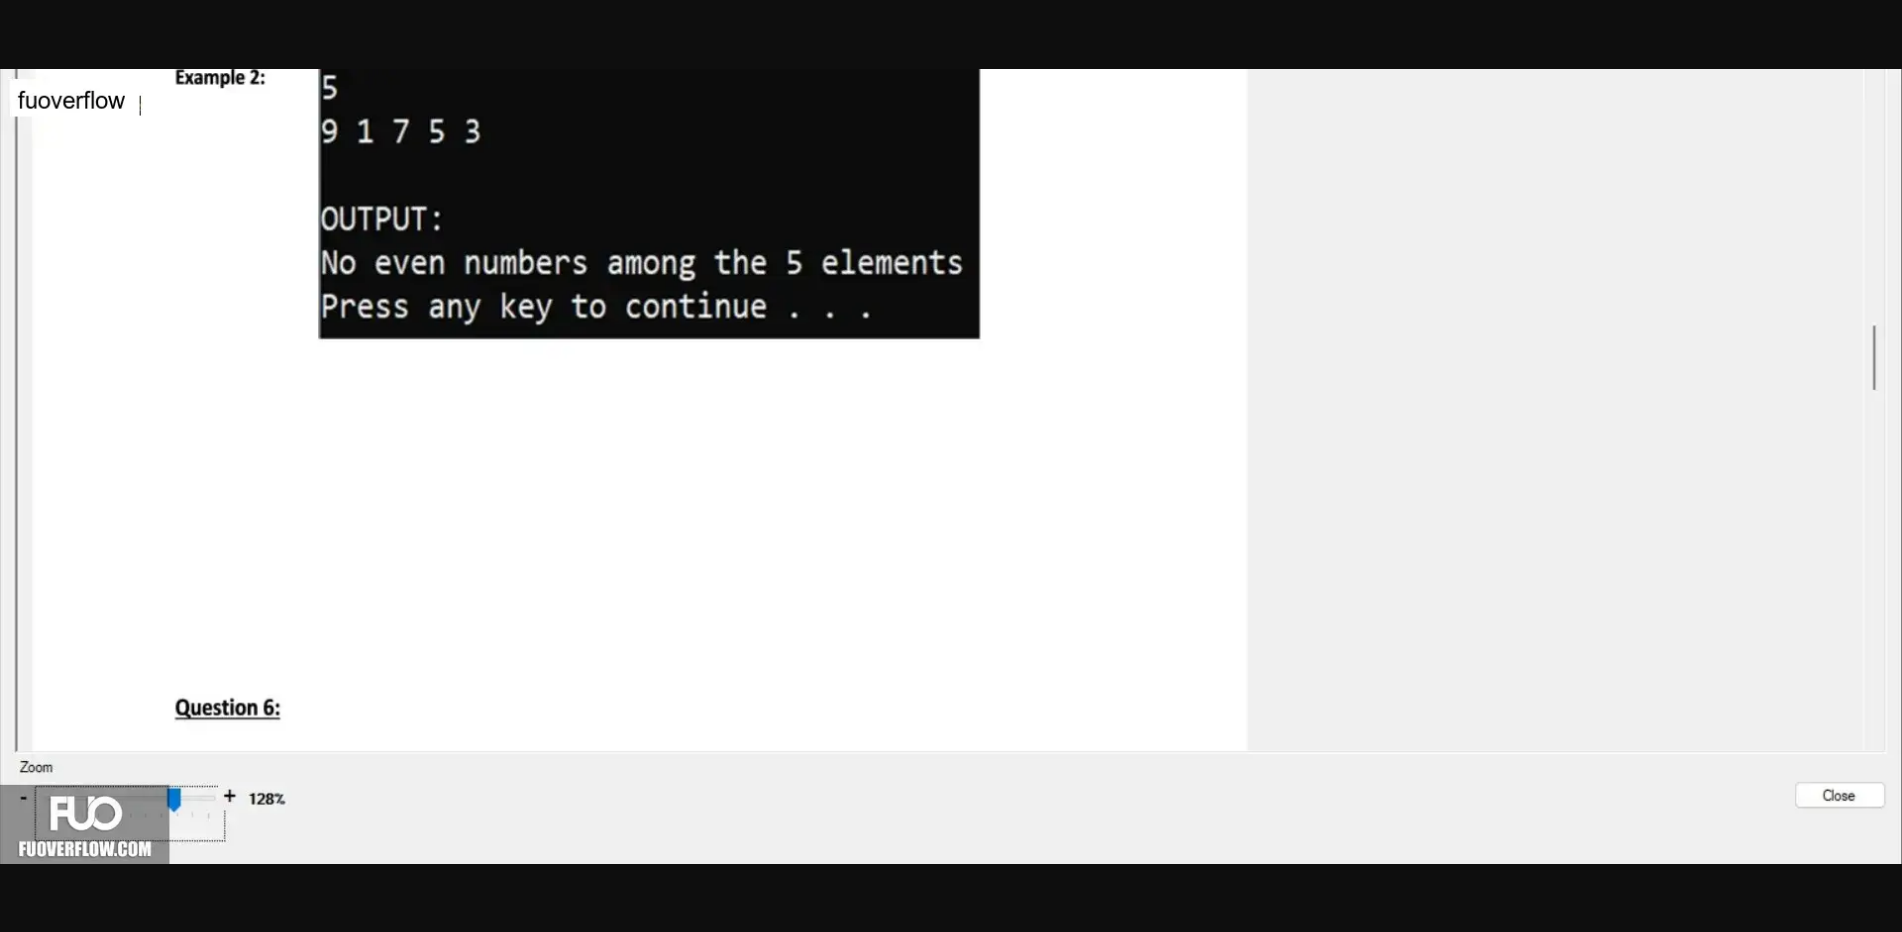 Example 2:
fuoverflow
5
9 1 7 5 3
OUTPUT:
No even numbers among the 5 elements
Press any key to continue . . .
Question 6:
Zoom
- + 128%
Close
FUO
FUOVERFLOW.COM